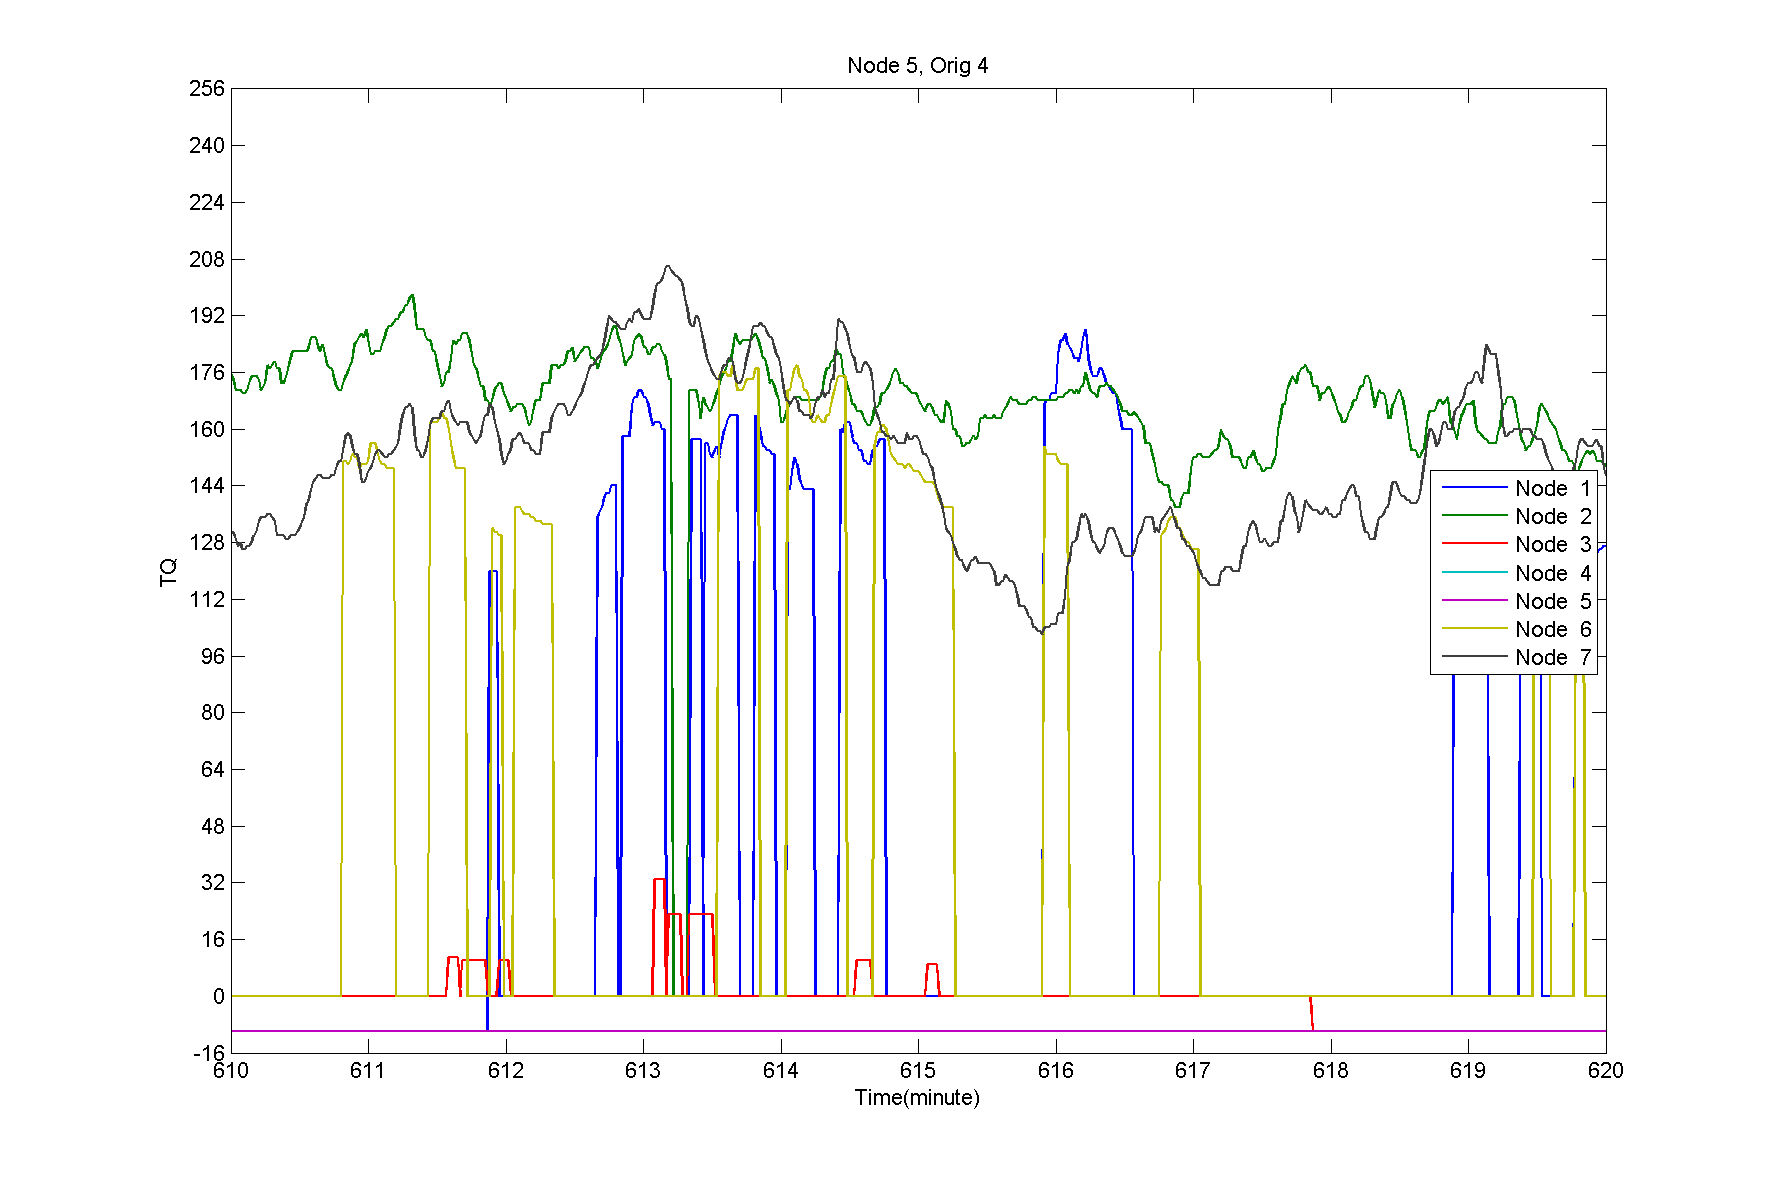 Node 5, Orig 4
256
240
224
208
192
176
160
144
128
112
96
80
64
48
32
16
0
-16
TQ
Node 1
Node 2
Node 3
Node 4
Node 5
Node 6
Node 7
610 611 612 613 614 615 616 617 618 619 620
Time(minute)